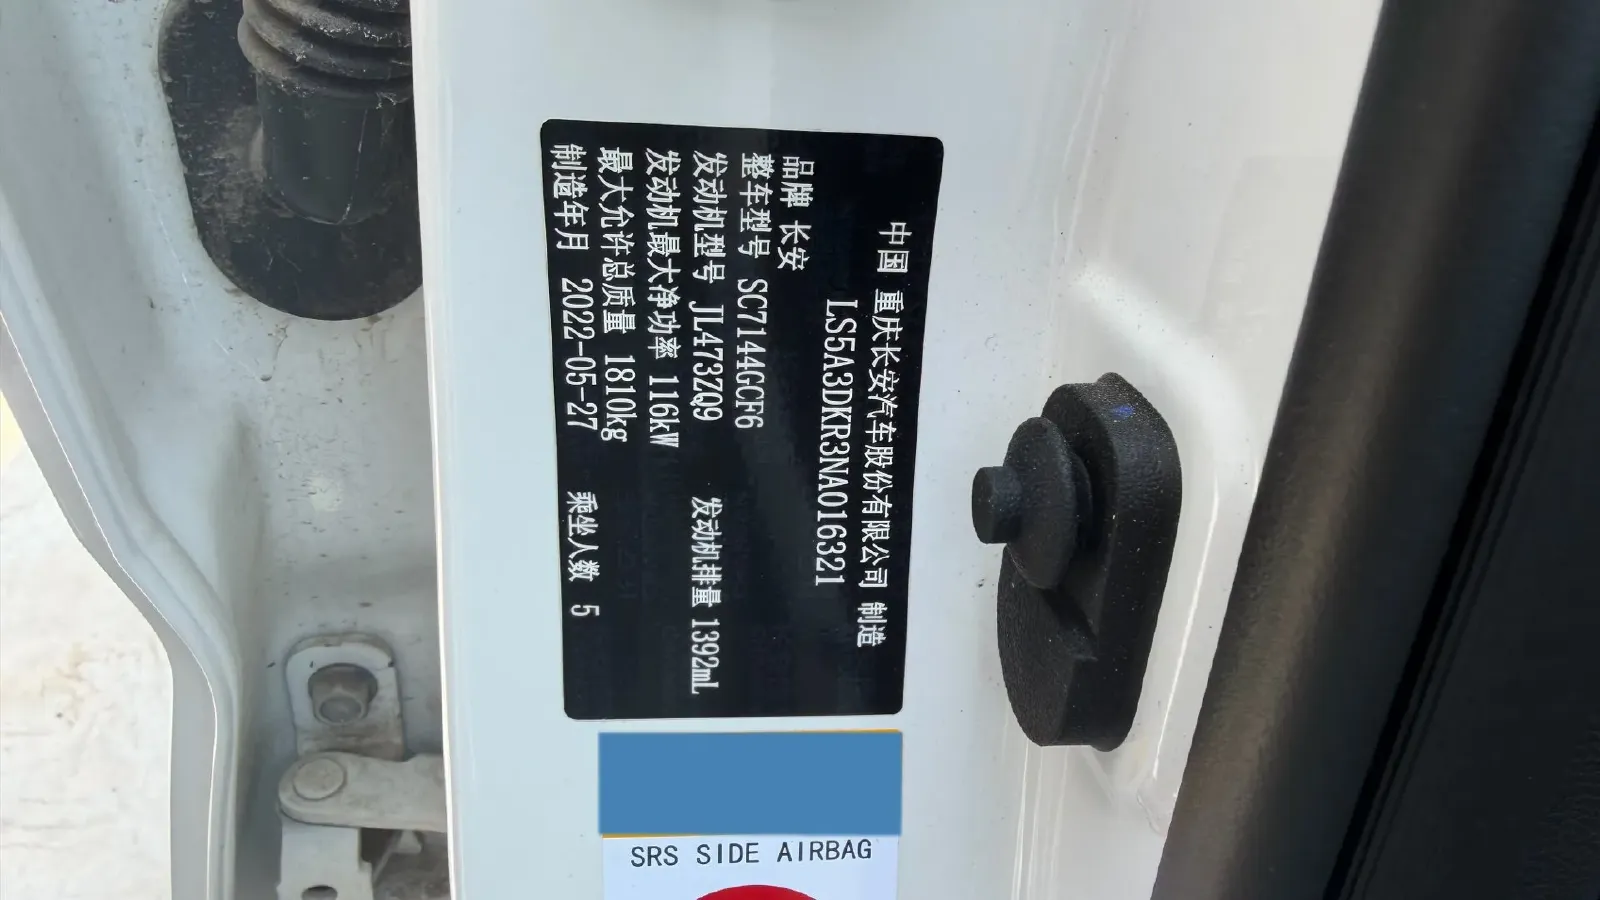 中国 重庆长安汽车股份有限公司 制造
LS5A3DKR3NA016321
品牌 长安
整车型号 SC7144GCF6
发动机型号 JL473ZQ9 发动机排量 1392mL
发动机最大净功率 116kW
最大允许总质量 1810kg
制造年月 2022-05-27 乘坐人数 5
SRS SIDE AIRBAG